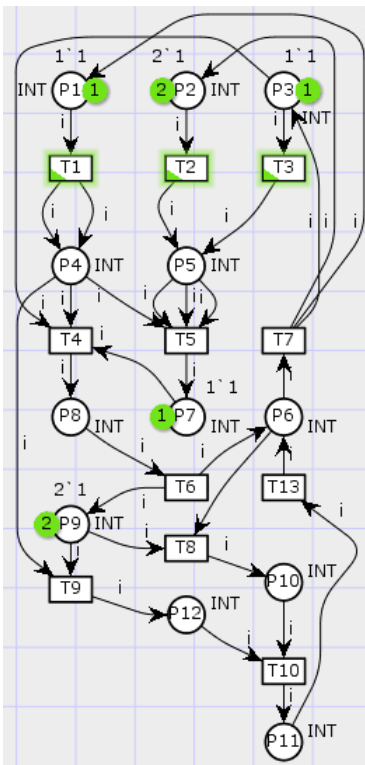 1`1 2`1 1`1
INT P1 1 2 P2 INT P3 1
INT
i i i
T1 T2 T3
i i i i i i i
P4 INT P5 INT
i i i i i
T4 T5 T7
i i i 1`1
P8 INT 1 P7 INT P6 INT
i i
i T6 i T13
2`1 i
2 P9 INT i T8 i i
i
T9 i P10 INT
P12 INT
i i
T10
i
P11 INT